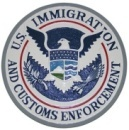 U.S. IMMIGRATION
AND CUSTOMS ENFORCEMENT